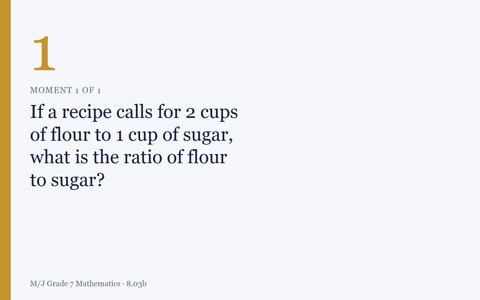 1
MOMENT 1 OF 1
If a recipe calls for 2 cups
of flour to 1 cup of sugar,
what is the ratio of flour
to sugar?
M/J Grade 7 Mathematics · 8.03b